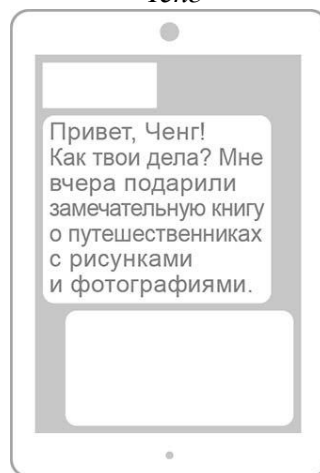 Привет, Ченг!
Как твои дела? Мне
вчера подарили
замечательную книгу
о путешественниках
с рисунками
и фотографиями.